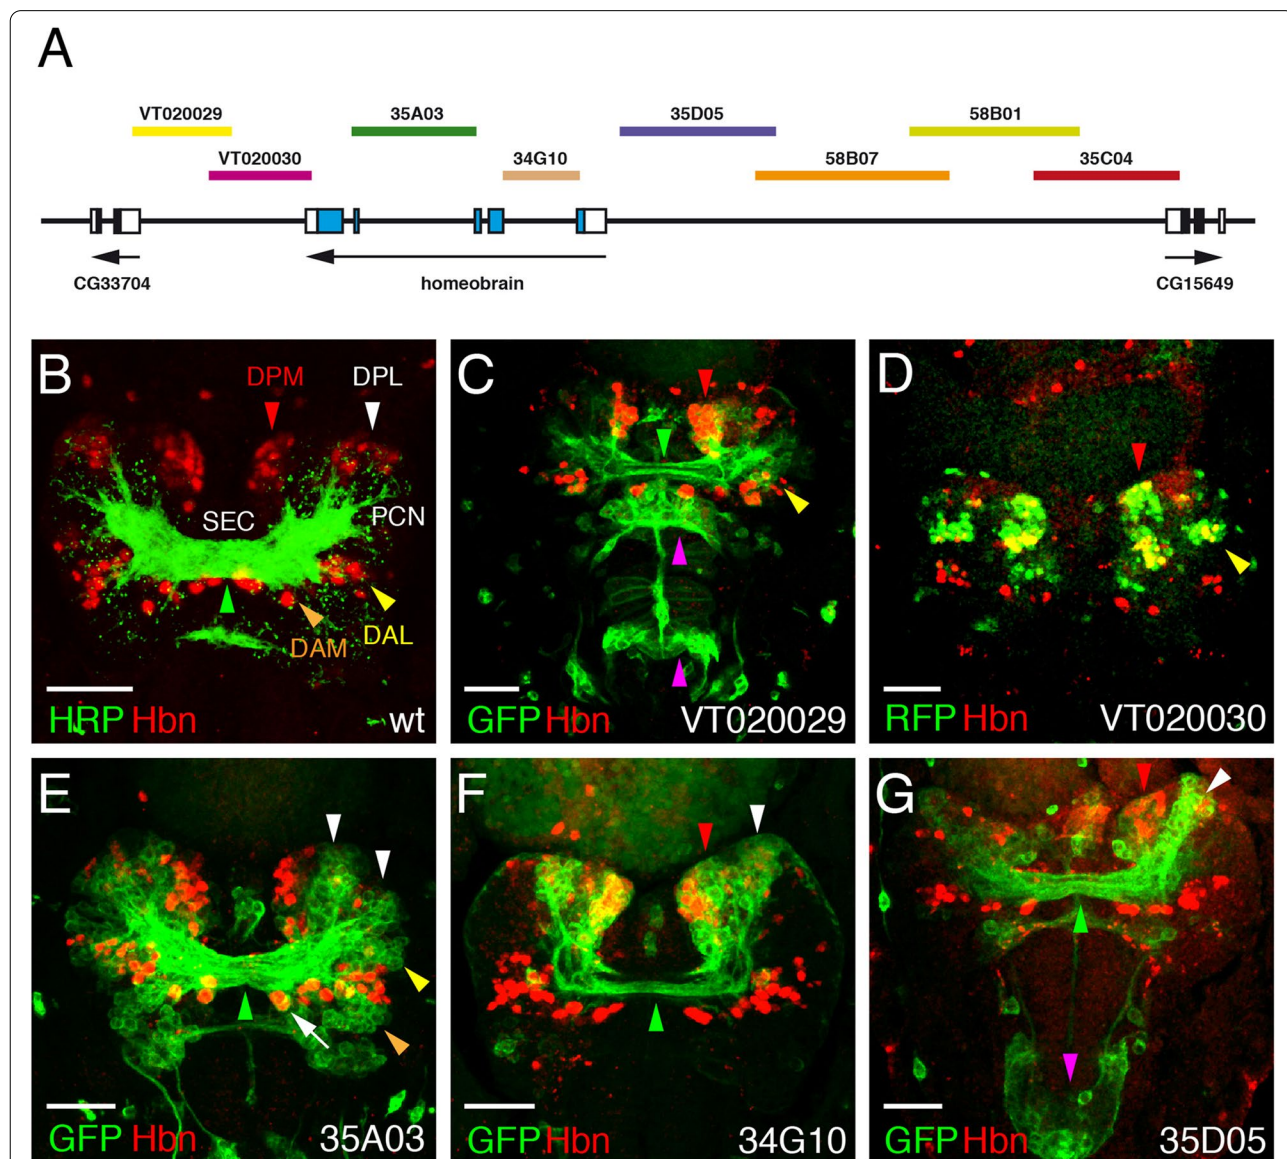 A
VT020029 35A03 35D05 58B01
VT020030 34G10 58B07 35C04
CG33704 homeobrain CG15649
B
DPM DPL
SEC PCN
DAM DAL
HRP Hbn wt
C
GFP Hbn VT020029
D
RFP Hbn VT020030
E
GFP Hbn 35A03
F
GFP Hbn 34G10
G
GFP Hbn 35D05